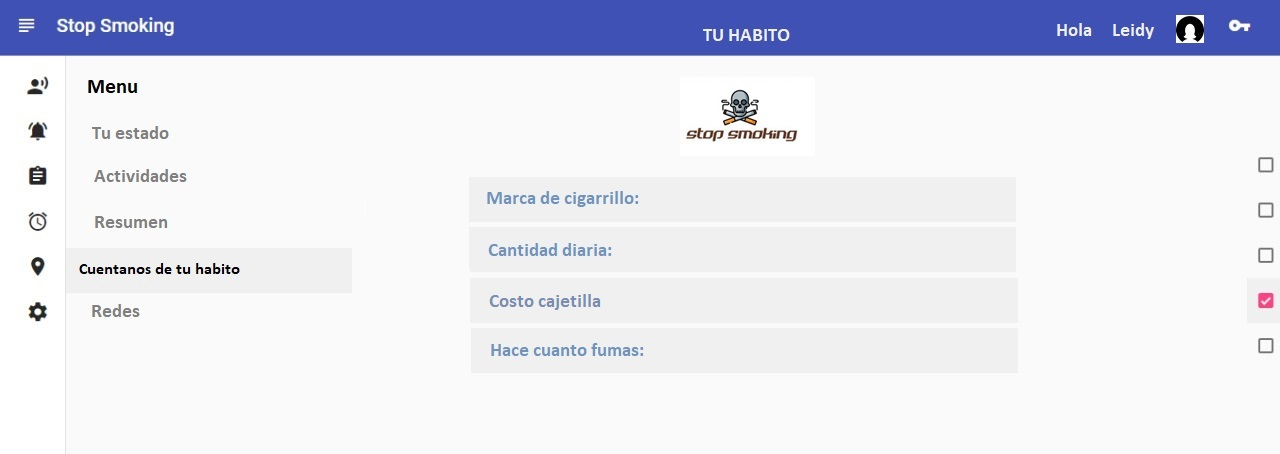 Stop Smoking
TU HABITO
Hola Leidy
Menu
Tu estado
Actividades
Resumen
Cuentanos de tu habito
Redes
stop smoking
Marca de cigarrillo:
Cantidad diaria:
Costo cajetilla
Hace cuanto fumas: